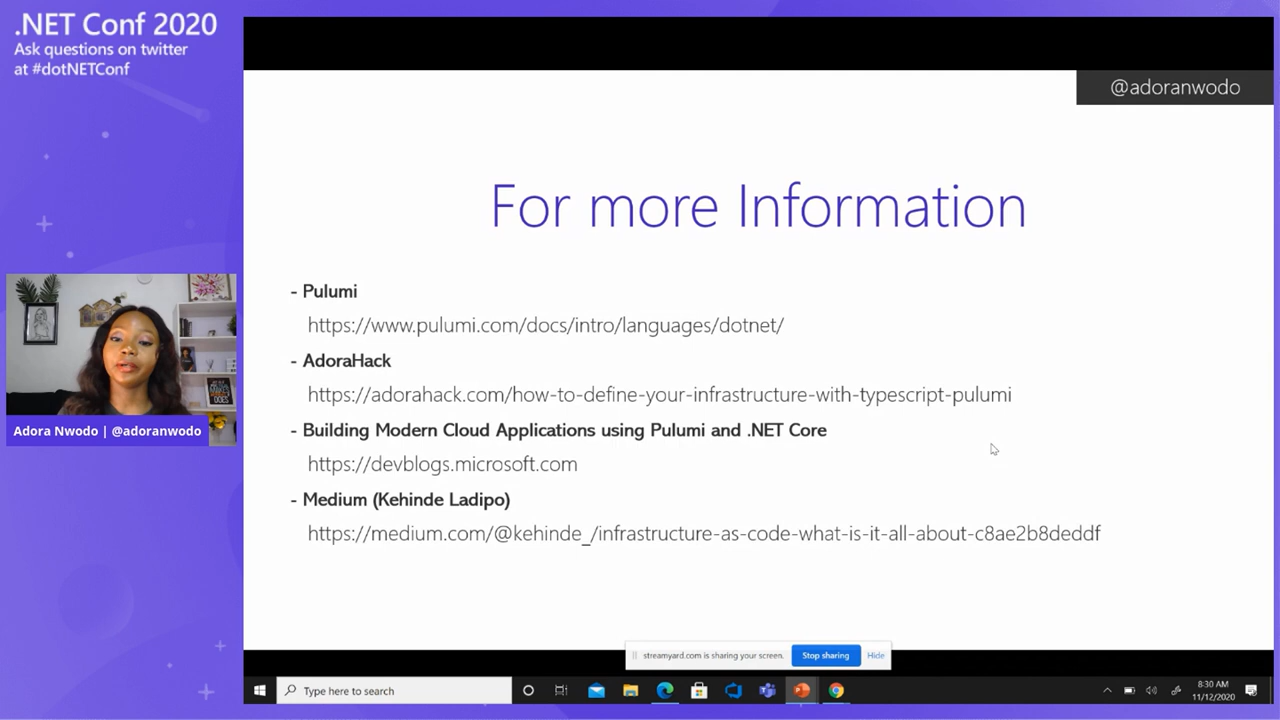 .NET Conf 2020
Ask questions on twitter
at #dotNETConf
@adoranwodo
For more Information
- Pulumi
https://www.pulumi.com/docs/intro/languages/dotnet/
- AdoraHack
https://adorahack.com/how-to-define-your-infrastructure-with-typescript-pulumi
- Building Modern Cloud Applications using Pulumi and .NET Core
https://devblogs.microsoft.com
- Medium (Kehinde Ladipo)
https://medium.com/@kehinde_/infrastructure-as-code-what-is-it-all-about-c8ae2b8deddf
Adora Nwodo | @adoranwodo
streamyard.com is sharing your screen.
Stop sharing
Hide
Type here to search
8:30 AM
11/12/2020